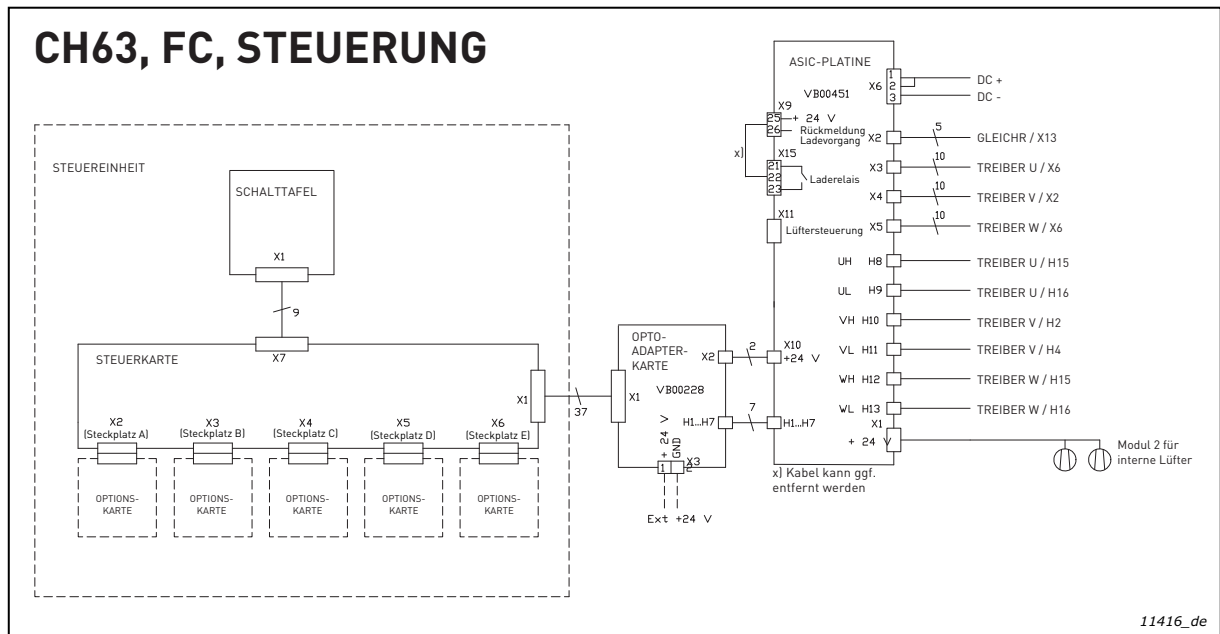 CH63, FC, STEUERUNG
STEUEREINHEIT
SCHALTTAFEL
X1
9
X7
STEUERKARTE
X1
37
X2
(Steckplatz A)
X3
(Steckplatz B)
X4
(Steckplatz C)
X5
(Steckplatz D)
X6
(Steckplatz E)
OPTIONS-
KARTE
OPTIONS-
KARTE
OPTIONS-
KARTE
OPTIONS-
KARTE
OPTIONS-
KARTE
OPTO-
ADAPTER-
KARTE
VB00228
X1
X2
2
H1...H7
7
+ 24 V
GND
X3
1 2
Ext +24 V
ASIC-PLATINE
VB00451
X9
25 + 24 V
26 Rückmeldung
Ladevorgang
x)
X15
21
22
23
Laderelais
X11
Lüftersteuerung
X10
+24 V
H1...H7
X6
1
2
3
DC +
DC -
X2 5 GLEICHR / X13
X3 10 TREIBER U / X6
X4 10 TREIBER V / X2
X5 10 TREIBER W / X6
UH H8 TREIBER U / H15
UL H9 TREIBER U / H16
VH H10 TREIBER V / H2
VL H11 TREIBER V / H4
WH H12 TREIBER W / H15
WL H13 TREIBER W / H16
X1
+ 24 V
Modul 2 für
interne Lüfter
x) Kabel kann ggf.
entfernt werden
11416_de